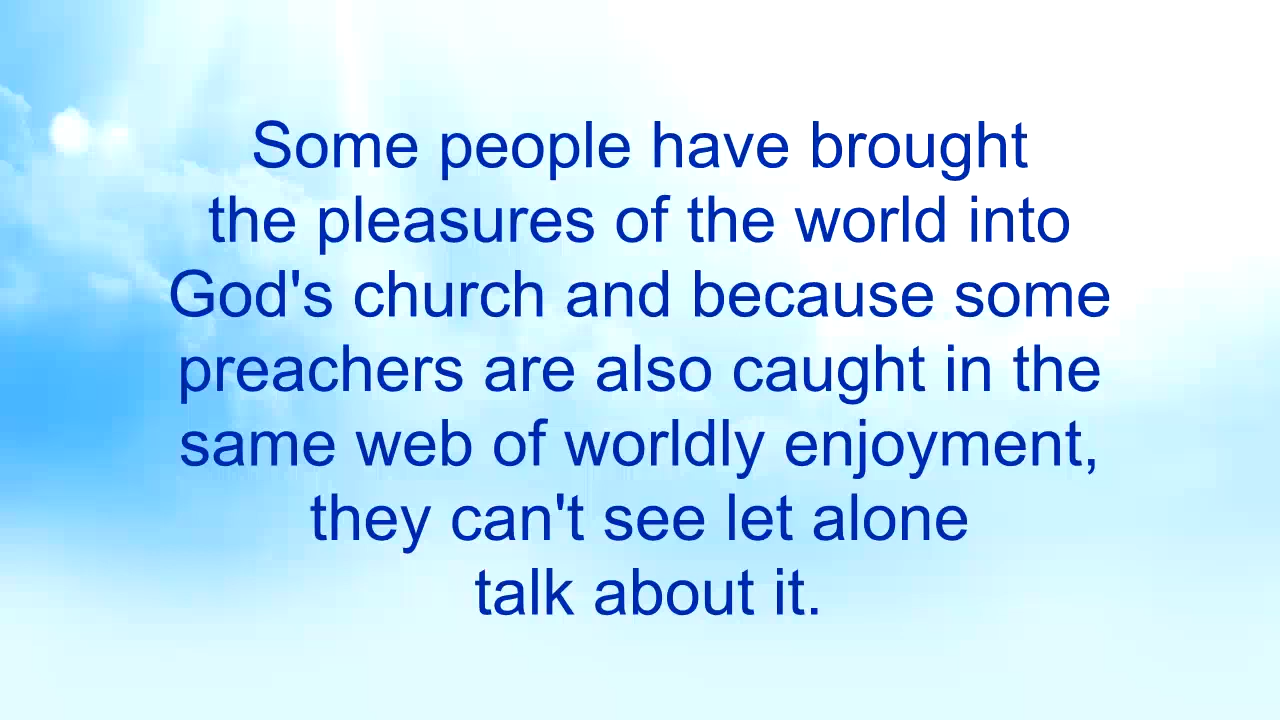 Some people have brought
the pleasures of the world into
God's church and because some
preachers are also caught in the
same web of worldly enjoyment,
they can't see let alone
talk about it.